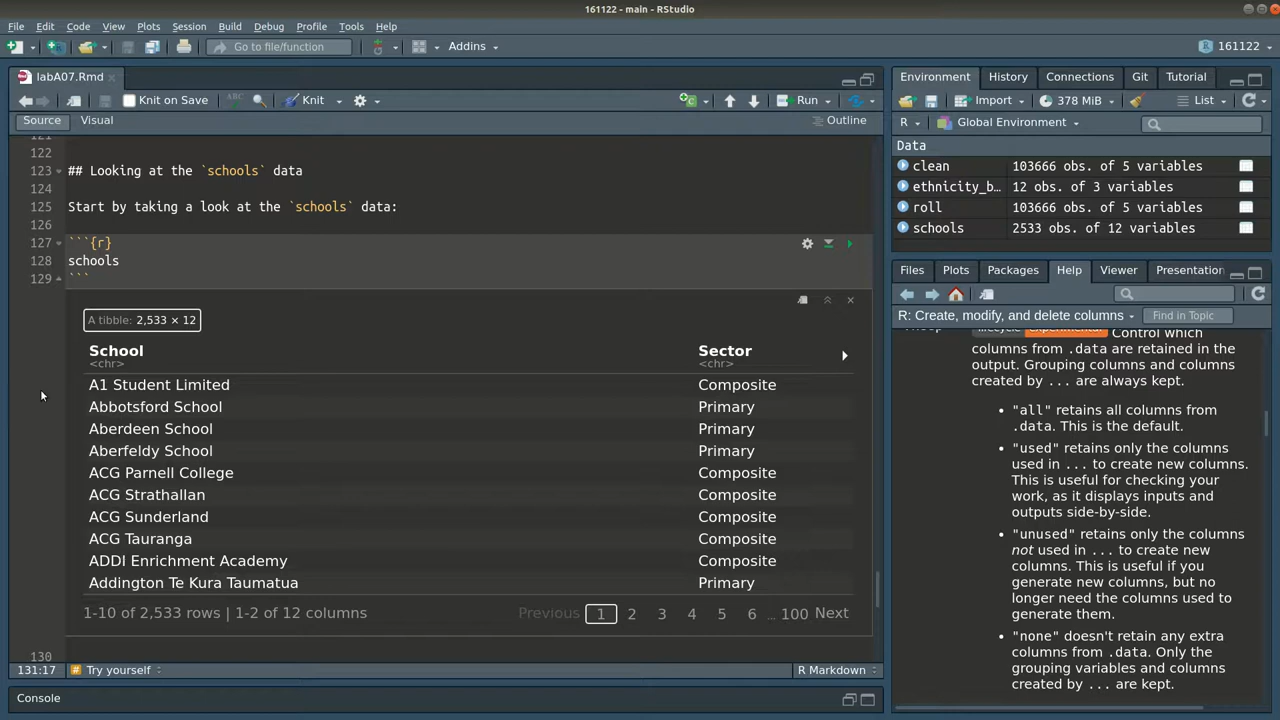 161122 - main - RStudio
File Edit Code View Plots Session Build Debug Profile Tools Help
Go to file/function Addins 161122
labA07.Rmd
Knit on Save ABC Knit Run
Source Visual Outline
122
123 ## Looking at the `schools` data
124
125 Start by taking a look at the `schools` data:
126
127 ```{r}
128 schools
129 ```
A tibble: 2,533 × 12
School Sector
<chr> <chr>
A1 Student Limited Composite
Abbotsford School Primary
Aberdeen School Primary
Aberfeldy School Primary
ACG Parnell College Composite
ACG Strathallan Composite
ACG Sunderland Composite
ACG Tauranga Composite
ADDI Enrichment Academy Composite
Addington Te Kura Taumatua Primary
1-10 of 2,533 rows | 1-2 of 12 columns Previous 1 2 3 4 5 6 ... 100 Next
130
131:17 # Try yourself R Markdown
Console
Environment History Connections Git Tutorial
Import 378 MiB List
R Global Environment
Data
clean 103666 obs. of 5 variables
ethnicity_b… 12 obs. of 3 variables
roll 103666 obs. of 5 variables
schools 2533 obs. of 12 variables
Files Plots Packages Help Viewer Presentation
R: Create, modify, and delete columns Find in Topic
lifecycle experimental Control which
columns from .data are retained in the
output. Grouping columns and columns
created by ... are always kept.
• "all" retains all columns from
.data. This is the default.
• "used" retains only the columns
used in ... to create new columns.
This is useful for checking your
work, as it displays inputs and
outputs side-by-side.
• "unused" retains only the columns
not used in ... to create new
columns. This is useful if you
generate new columns, but no
longer need the columns used to
generate them.
• "none" doesn't retain any extra
columns from .data. Only the
grouping variables and columns
created by ... are kept.